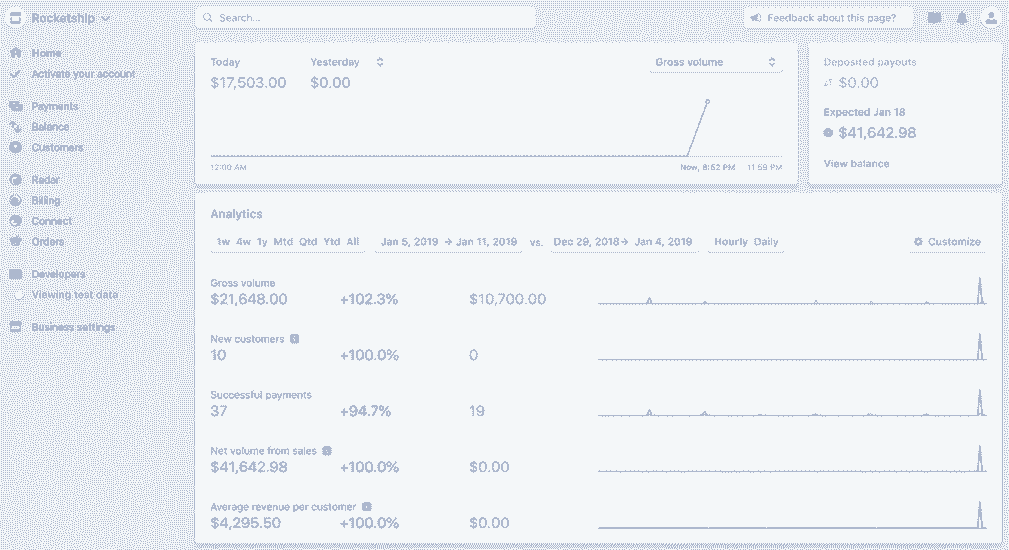 Rocketship
Search...
Feedback about this page?
Home
Activate your account
Payments
Balance
Customers
Radar
Billing
Connect
Orders
Developers
Viewing test data
Business settings
Today
Yesterday
Gross volume
$17,503.00
$0.00
12:00 AM
Now, 8:52 PM
11:59 PM
Deposited payouts
$0.00
Expected Jan 18
$41,642.98
View balance
Analytics
1w 4w 1y Mtd Qtd Ytd All
Jan 5, 2019 → Jan 11, 2019 vs. Dec 29, 2018 → Jan 4, 2019
Hourly Daily
Customize
Gross volume
$21,648.00 +102.3% $10,700.00
New customers
10 +100.0% 0
Successful payments
37 +94.7% 19
Net volume from sales
$41,642.98 +100.0% $0.00
Average revenue per customer
$4,295.50 +100.0% $0.00